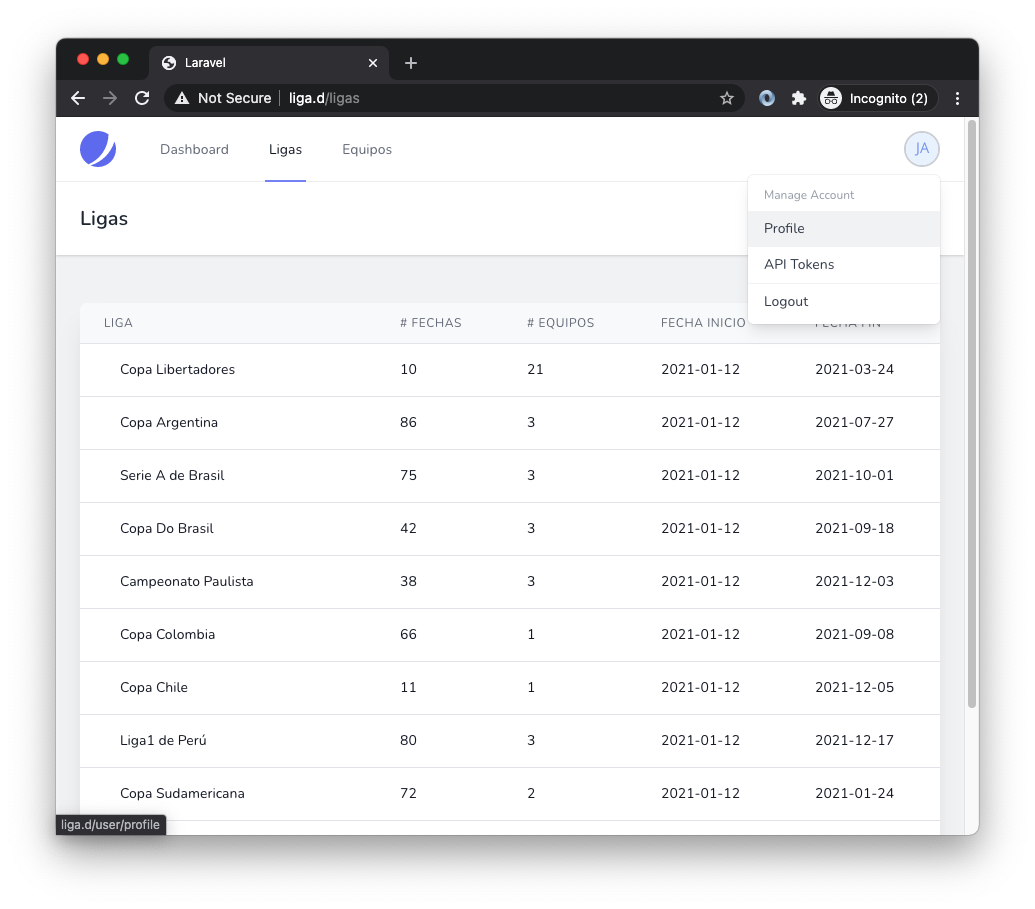 Laravel
Not Secure liga.d/ligas Incognito (2)
Dashboard Ligas Equipos JA
Manage Account
Profile
API Tokens
Logout
Ligas
LIGA # FECHAS # EQUIPOS FECHA INICIO FECHA FIN
Copa Libertadores 10 21 2021-01-12 2021-03-24
Copa Argentina 86 3 2021-01-12 2021-07-27
Serie A de Brasil 75 3 2021-01-12 2021-10-01
Copa Do Brasil 42 3 2021-01-12 2021-09-18
Campeonato Paulista 38 3 2021-01-12 2021-12-03
Copa Colombia 66 1 2021-01-12 2021-09-08
Copa Chile 11 1 2021-01-12 2021-12-05
Liga1 de Perú 80 3 2021-01-12 2021-12-17
Copa Sudamericana 72 2 2021-01-12 2021-01-24
liga.d/user/profile